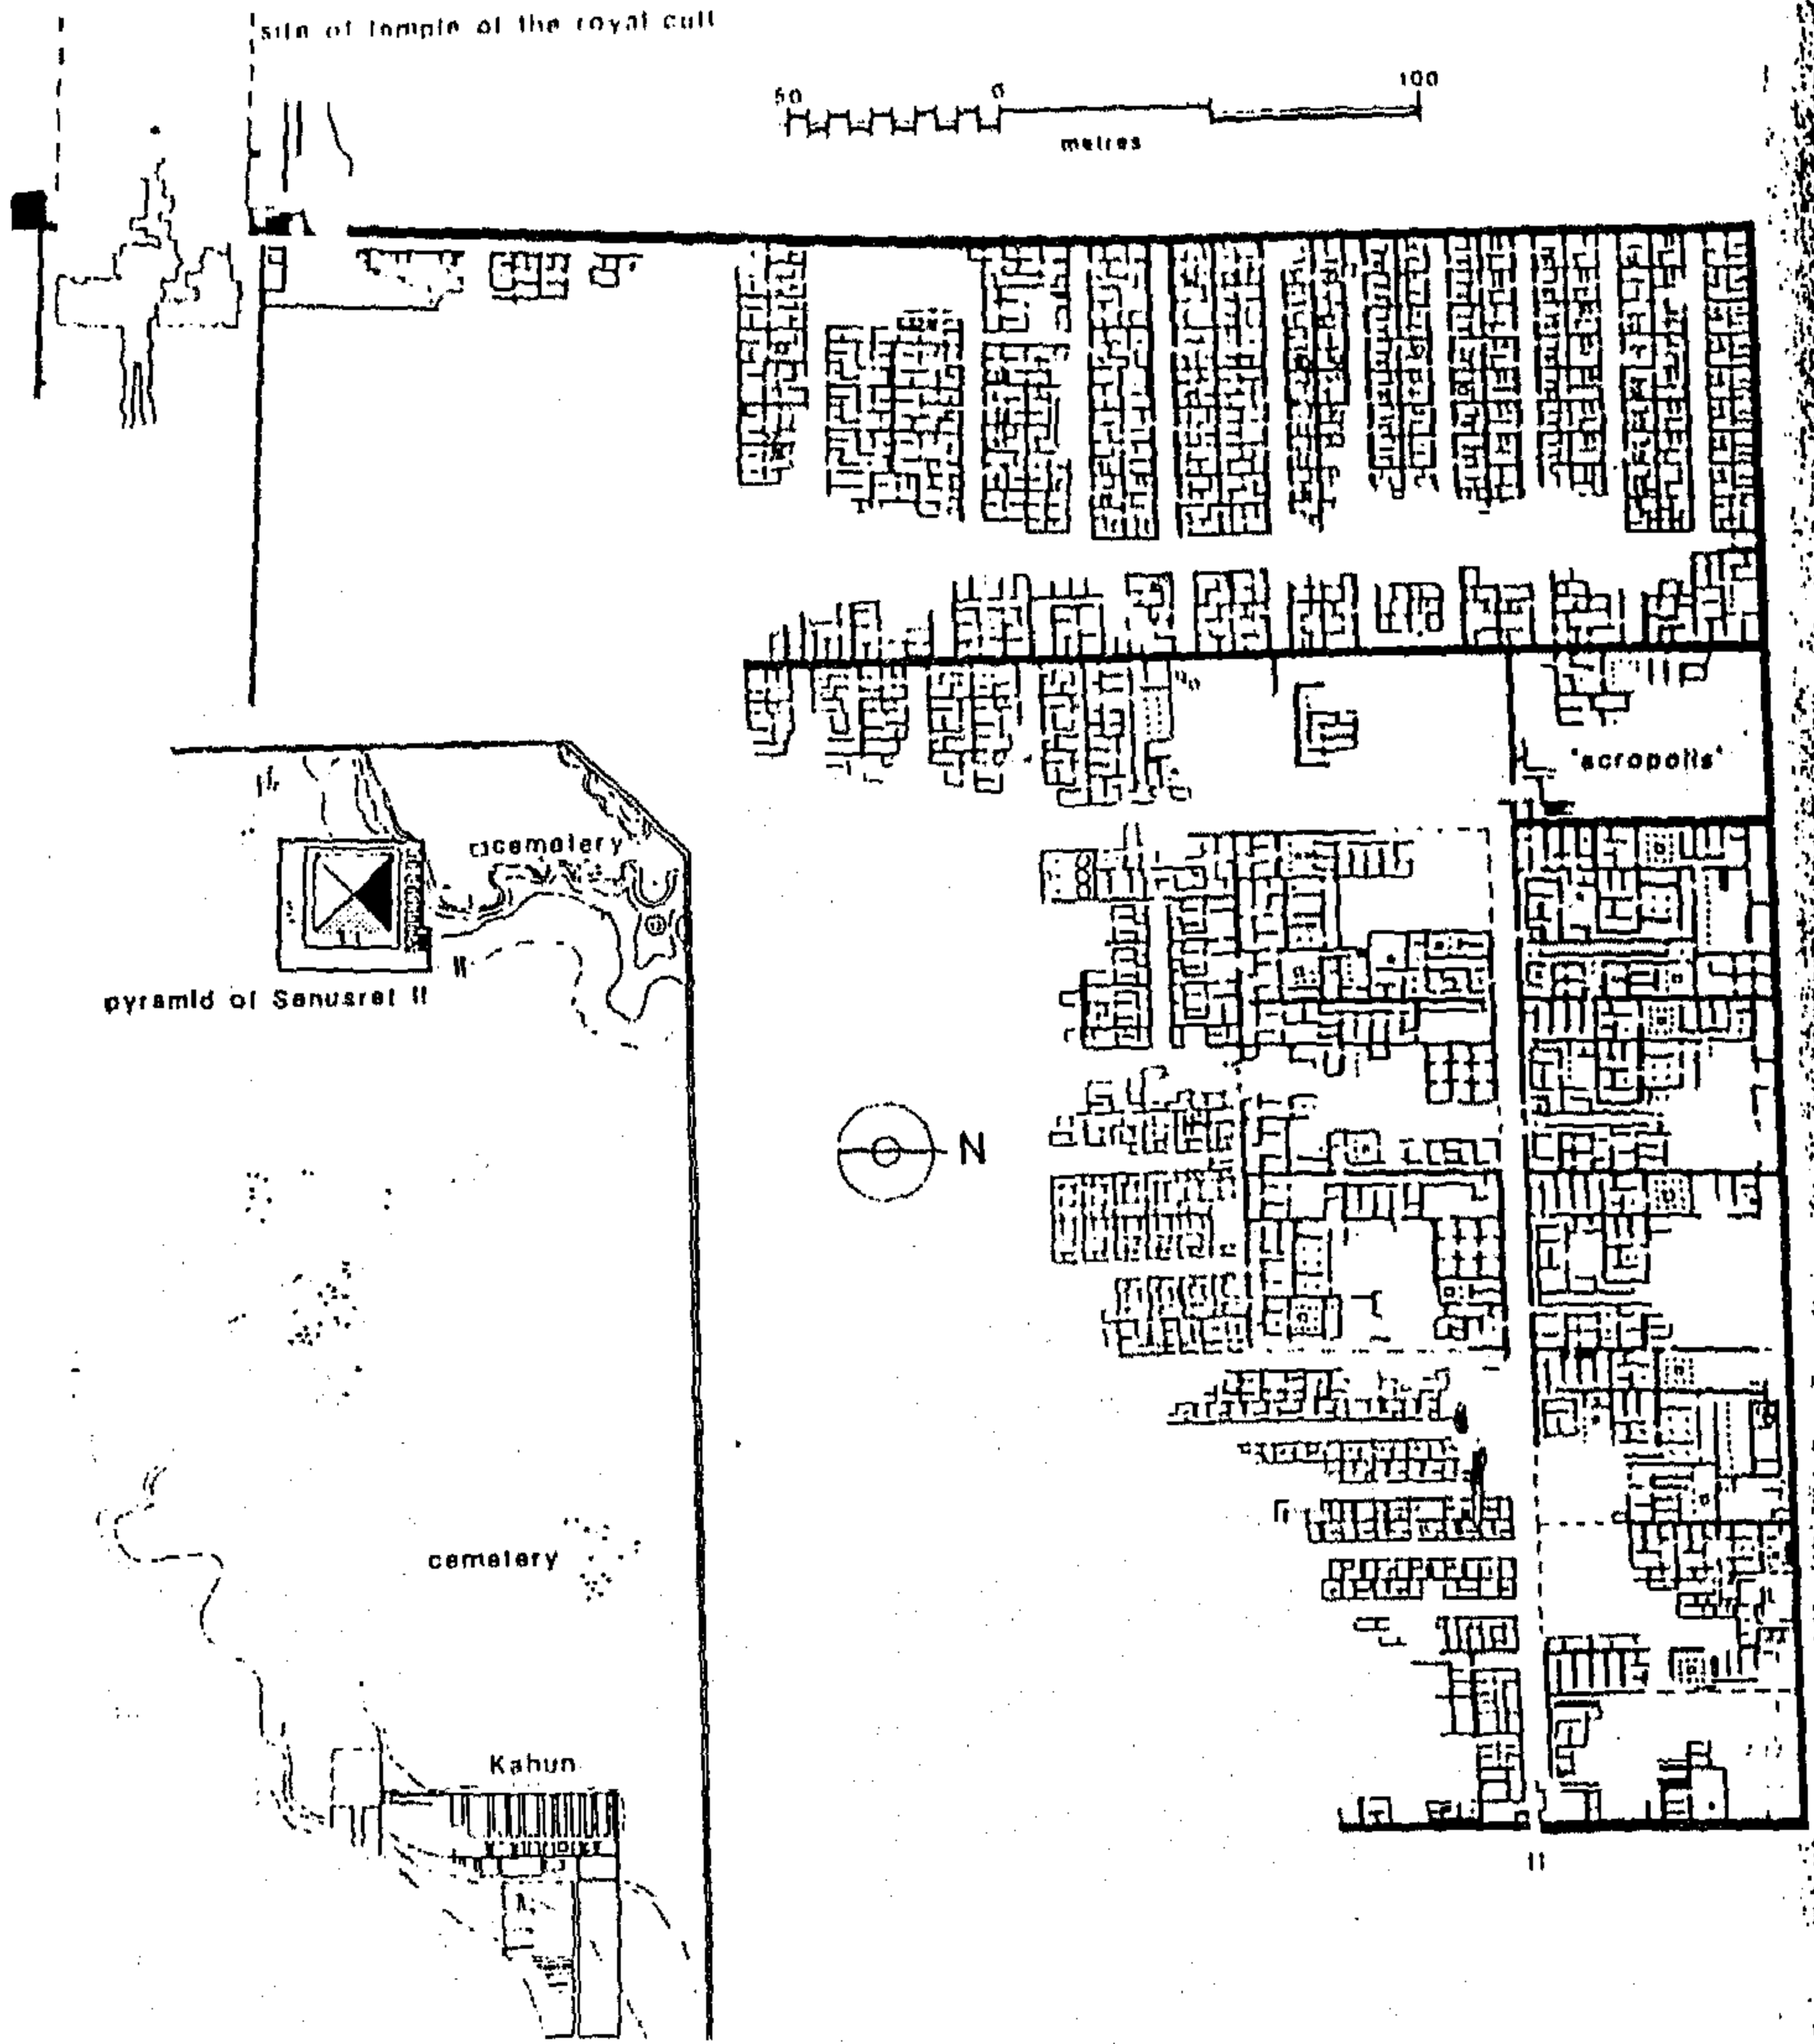 site of temple of the royal cult
50 0 100
metres
'acropolis'
cemetery
pyramid of Senusret II
N
cemetery
Kahun